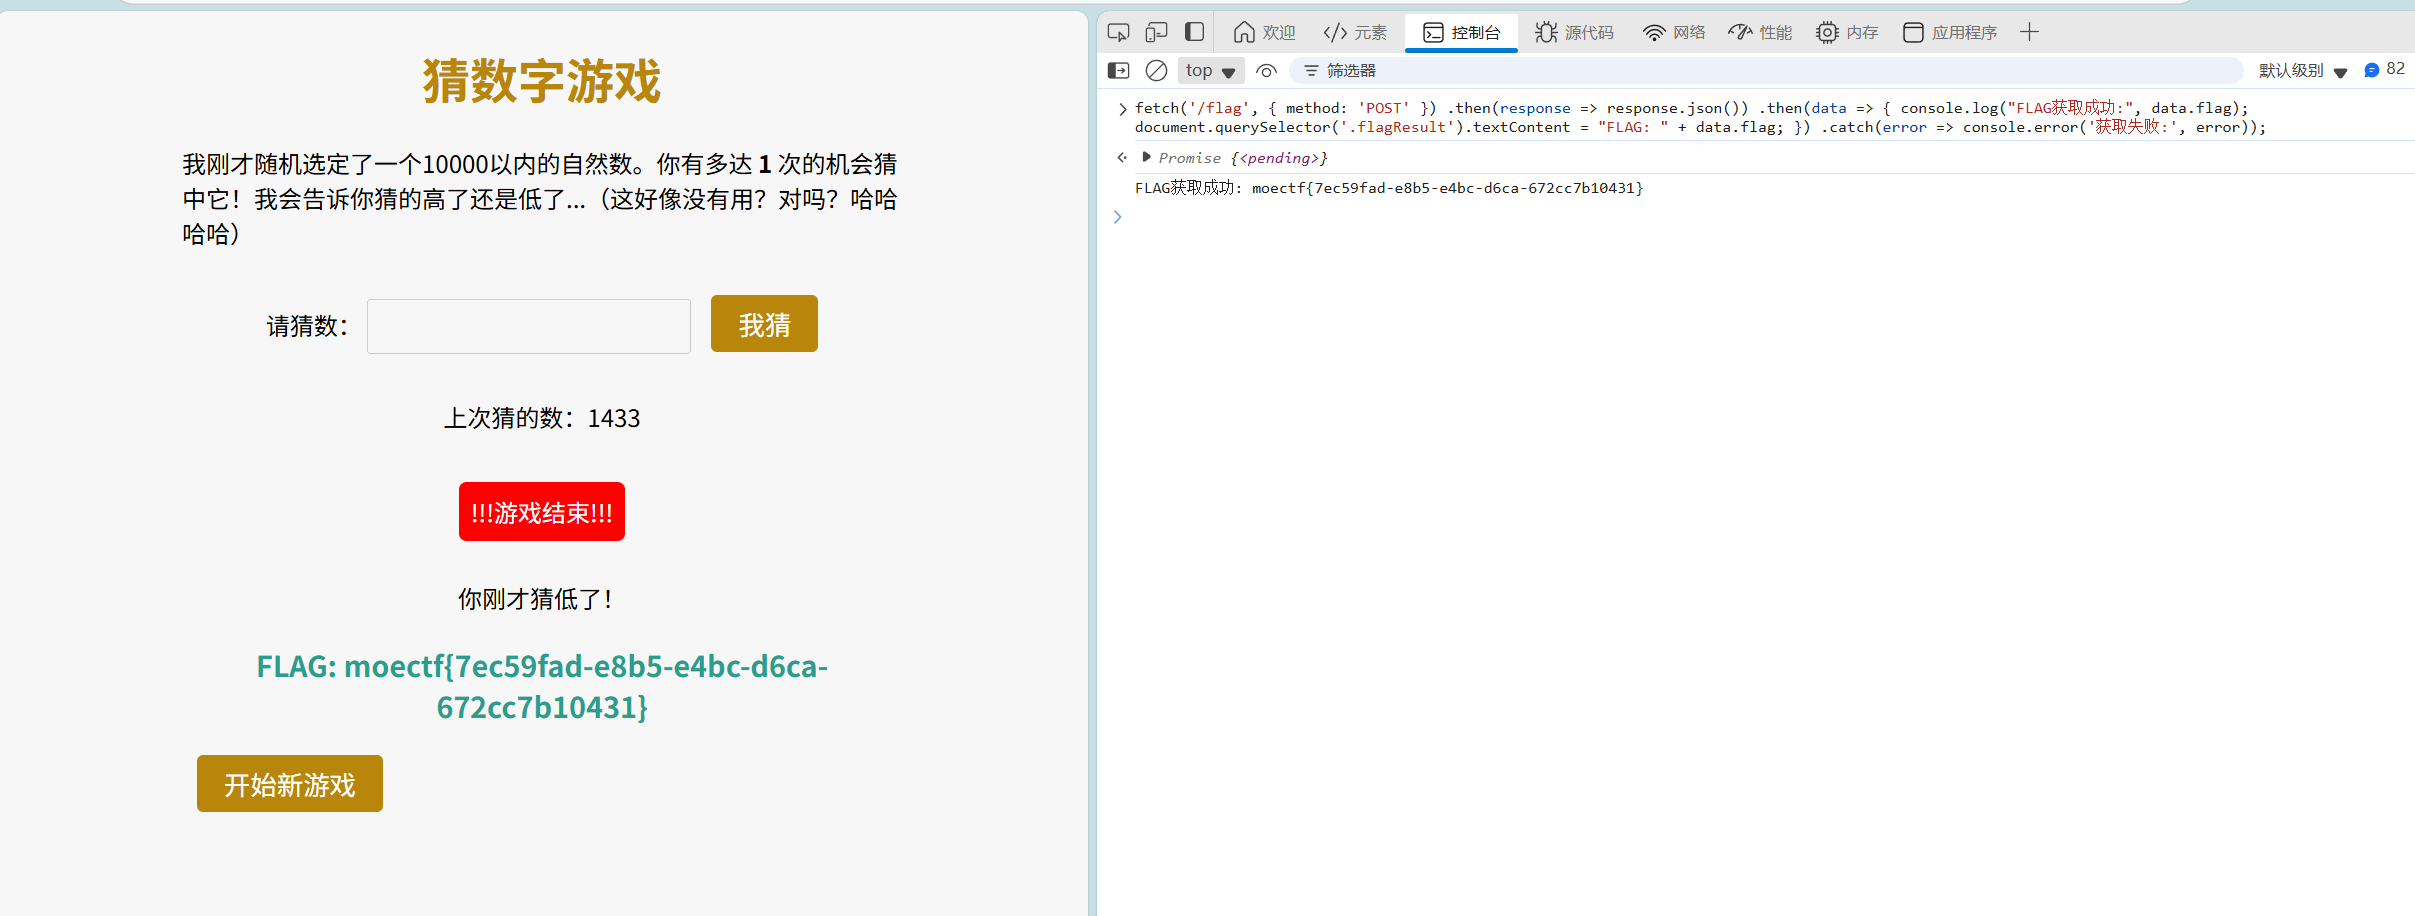 猜数字游戏
我刚才随机选定了一个10000以内的自然数。你有多达 1 次的机会猜
中它！我会告诉你猜的高了还是低了...（这好像没有用？对吗？哈哈
哈哈）
请猜数：
我猜
上次猜的数：1433
!!!游戏结束!!!
你刚才猜低了！
FLAG: moectf{7ec59fad-e8b5-e4bc-d6ca-
672cc7b10431}
开始新游戏
欢迎 </> 元素 控制台 源代码 网络 性能 内存 应用程序
top 筛选器 默认级别 82
fetch('/flag', { method: 'POST' }) .then(response => response.json()) .then(data => { console.log("FLAG获取成功:", data.flag);
document.querySelector('.flagResult').textContent = "FLAG: " + data.flag; }) .catch(error => console.error('获取失败:', error));
Promise {<pending>}
FLAG获取成功: moectf{7ec59fad-e8b5-e4bc-d6ca-672cc7b10431}